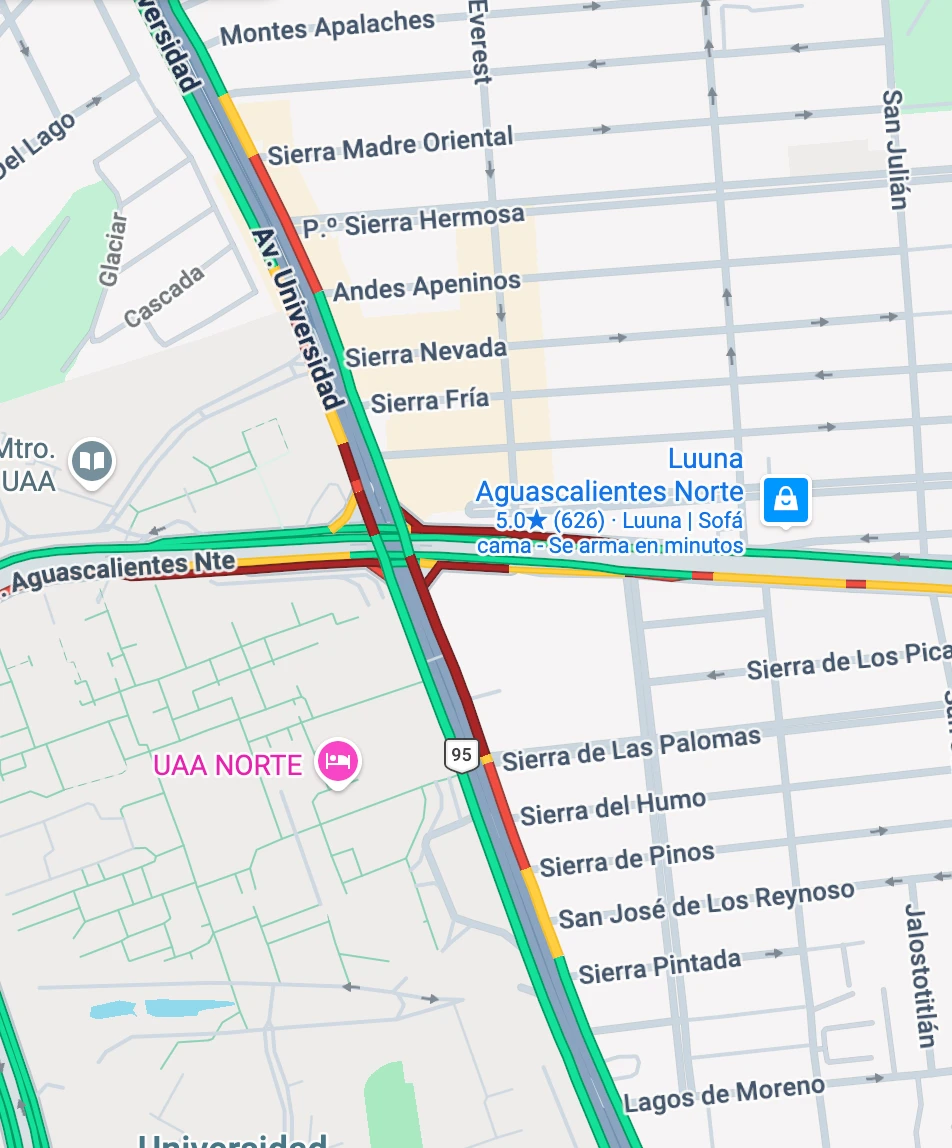 Montes Apalaches
Everest
San Julián
Sierra Madre Oriental
Del Lago
P.º Sierra Hermosa
Glaciar
Av. Universidad
Andes Apeninos
Cascada
Sierra Nevada
Sierra Fría
Mtro.
UAA
Luuna
Aguascalientes Norte
5.0★ (626) · Luuna | Sofá
cama - Se arma en minutos
. Aguascalientes Nte
Sierra de Los Pica
95
Sierra de Las Palomas
UAA NORTE
Sierra del Humo
Sierra de Pinos
San José de Los Reynoso
Jalostotitlán
Sierra Pintada
Lagos de Moreno
Universidad